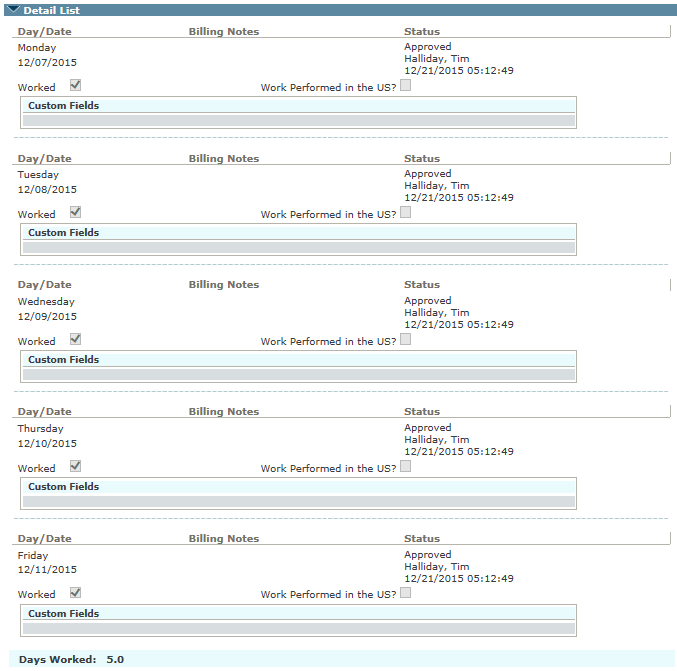 Detail List
Day/Date Billing Notes Status
Monday Approved
12/07/2015 Halliday, Tim
12/21/2015 05:12:49
Worked Work Performed in the US?
Custom Fields
Day/Date Billing Notes Status
Tuesday Approved
12/08/2015 Halliday, Tim
12/21/2015 05:12:49
Worked Work Performed in the US?
Custom Fields
Day/Date Billing Notes Status
Wednesday Approved
12/09/2015 Halliday, Tim
12/21/2015 05:12:49
Worked Work Performed in the US?
Custom Fields
Day/Date Billing Notes Status
Thursday Approved
12/10/2015 Halliday, Tim
12/21/2015 05:12:49
Worked Work Performed in the US?
Custom Fields
Day/Date Billing Notes Status
Friday Approved
12/11/2015 Halliday, Tim
12/21/2015 05:12:49
Worked Work Performed in the US?
Custom Fields
Days Worked: 5.0